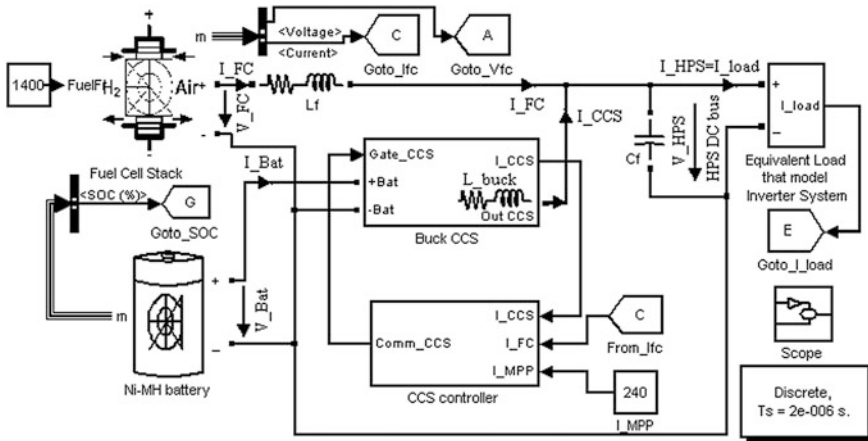 +
m
<Voltage>
<Current>
C
Goto_Ifc
A
Goto_Vfc
1400
FuelFr
H2
Air
+
-
I_FC
V_FC
Lf
I_FC
I_CCS
I_HPS=I_load
V_HPS
HPS DC bus
Cf
+
I_load
-
Equivalent Load
that model
Inverter System
Fuel Cell Stack
<SOC (%)>
G
Goto_SOC
I_Bat
Gate_CCS
+Bat
-Bat
I_CCS
L_buck
Out CCS
Buck CCS
E
Goto_I_load
+
V_Bat
-
m
Ni-MH battery
Comm_CCS
I_CCS
I_FC
I_MPP
CCS controller
C
From_Ifc
240
I_MPP
Scope
Discrete,
Ts = 2e-006 s.